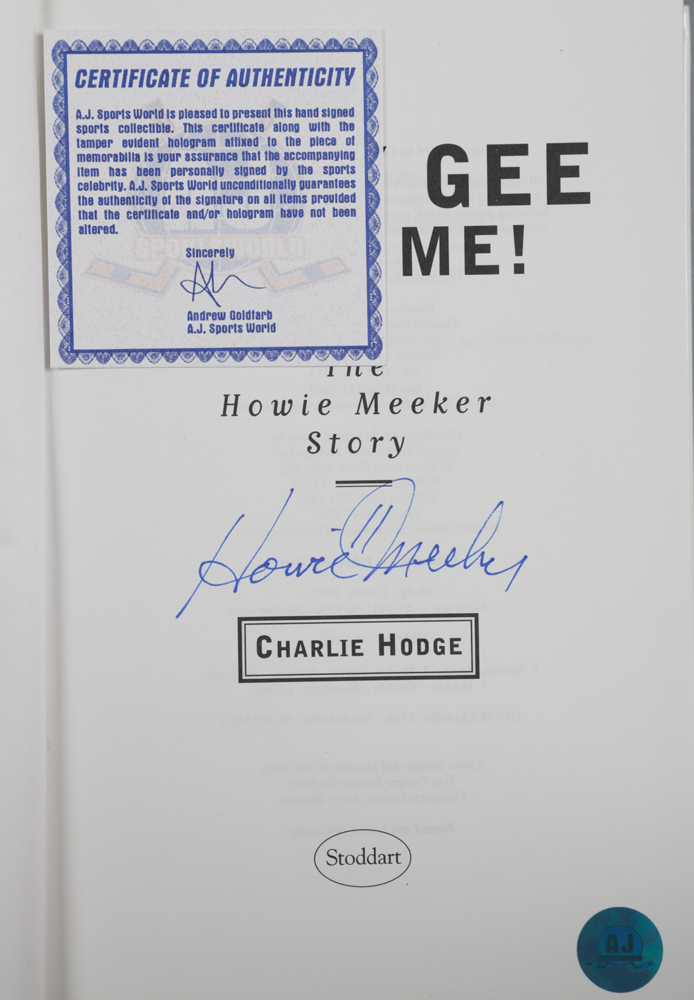 CERTIFICATE OF AUTHENTICITY
A.J. Sports World is pleased to present this hand signed
sports collectible. This certificate along with the
tamper evident hologram affixed to the piece of
memorabilia is your assurance that the accompanying
item has been personally signed by the sports
celebrity. A.J. Sports World unconditionally guarantees
the authenticity of the signature on all items provided
that the certificate and/or hologram have not been
altered.
Sincerely
Andrew Goldfarb
A.J. Sports World
GEE
ME!
The
Howie Meeker
Story
Howie Meeker
CHARLIE HODGE
Stoddart
AJ